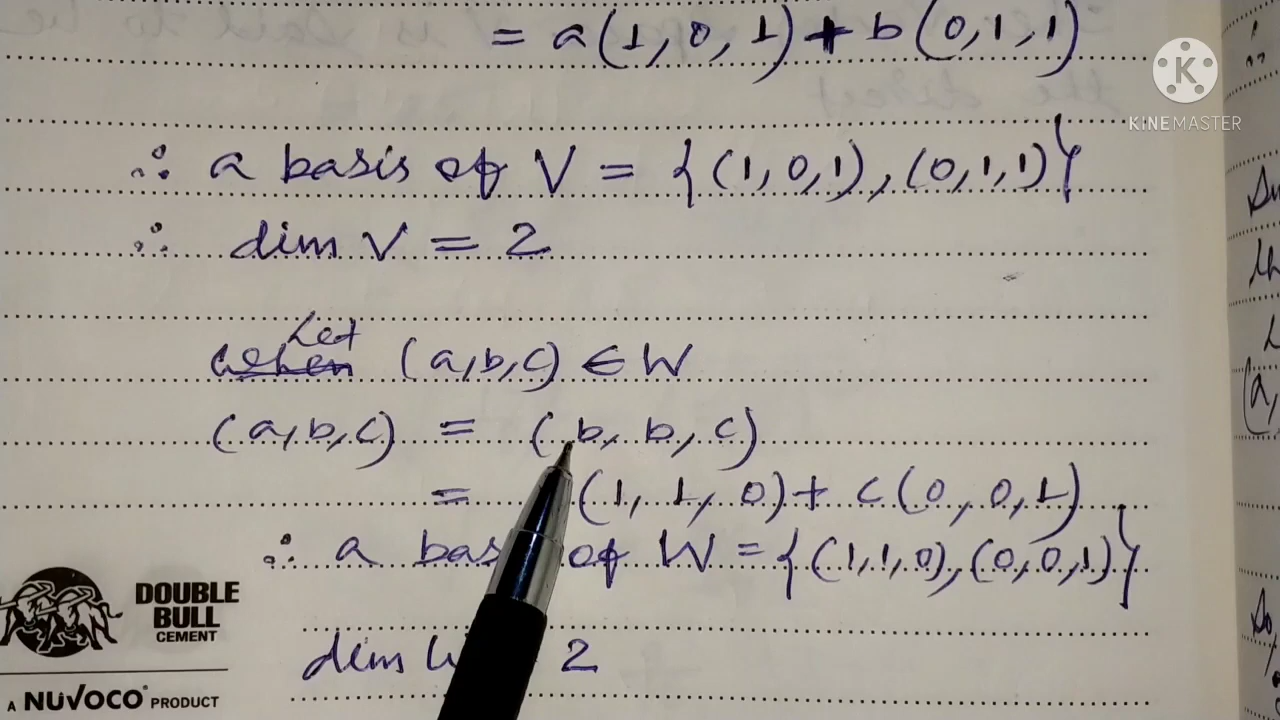 = a(1, 0, 1) + b(0, 1, 1)
KINEMASTER
∴ a basis of V = {(1, 0, 1), (0, 1, 1)}
∴ dim V = 2
Let
when (a, b, c) ∈ W
(a, b, c) = (b, b, c)
= (1, 1, 0) + c(0, 0, 1)
∴ a bas of W = {(1, 1, 0), (0, 0, 1)}
dim 2
DOUBLE
BULL
CEMENT
A NUVOCO PRODUCT